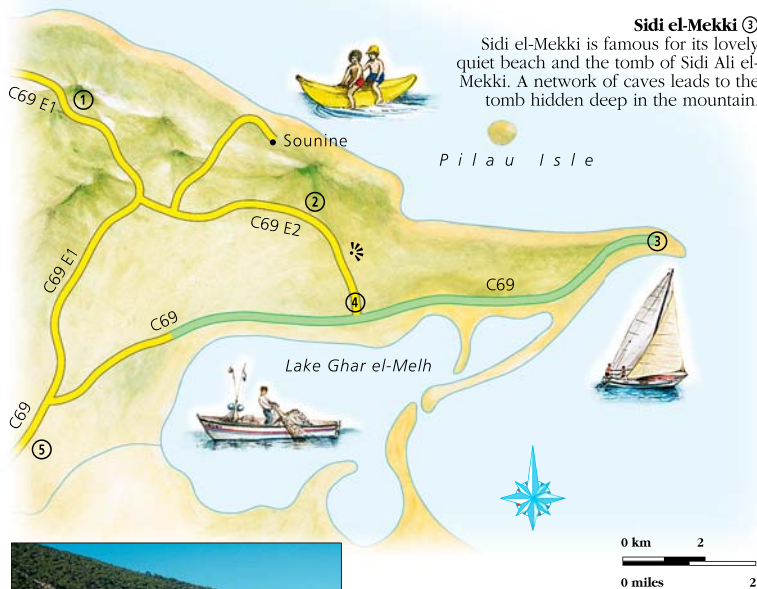 Sidi el-Mekki ③
Sidi el-Mekki is famous for its lovely
quiet beach and the tomb of Sidi Ali el-
Mekki. A network of caves leads to the
tomb hidden deep in the mountain.
C69 E1
①
Sounine
Pilau Isle
②
C69 E2
③
C69 E1
C69
④
C69
Lake Ghar el-Melh
C69
⑤
0 km 2
0 miles 2